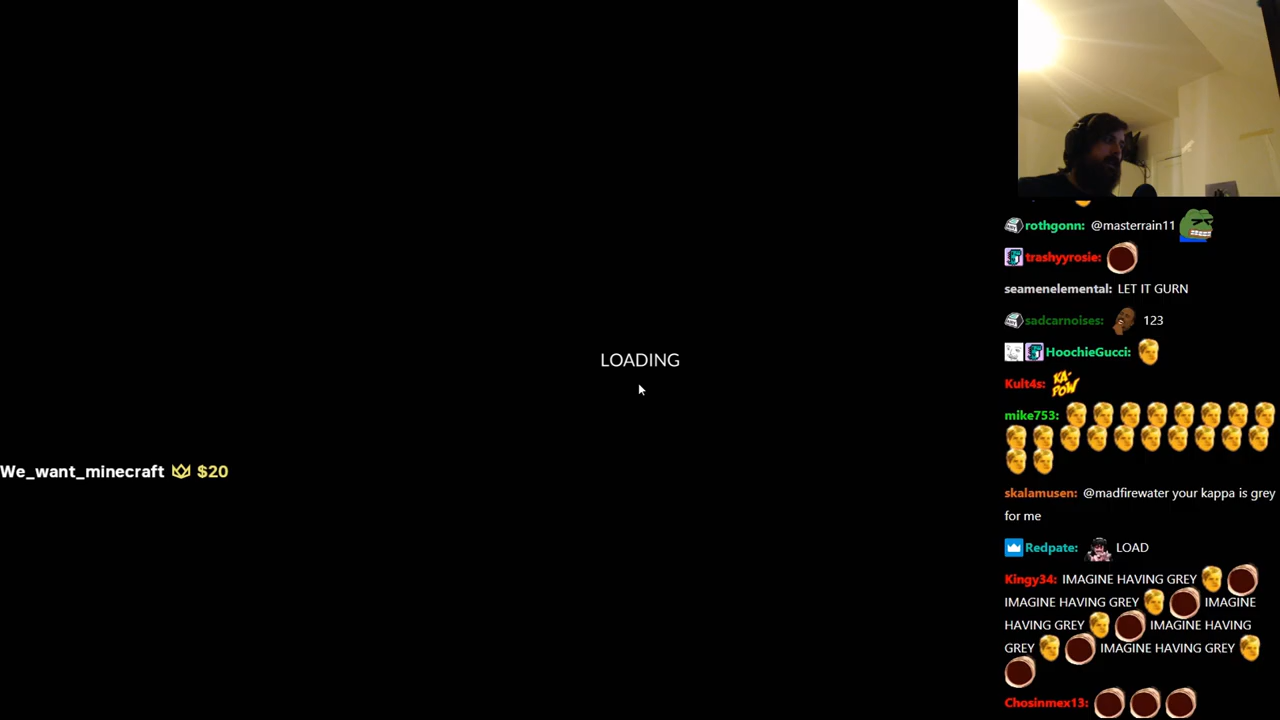 rothgonn: @masterrain11
trashyyrosie:
seamenelemental: LET IT GURN
sadcarnoises: 123
HoochieGucci:
LOADING
Kult4s: KA-POW
mike753:
We_want_minecraft $20
skalamusen: @madfirewater your kappa is grey
for me
Redpate: LOAD
Kingy34: IMAGINE HAVING GREY
IMAGINE HAVING GREY IMAGINE
HAVING GREY IMAGINE HAVING
GREY IMAGINE HAVING GREY
Chosinmex13: